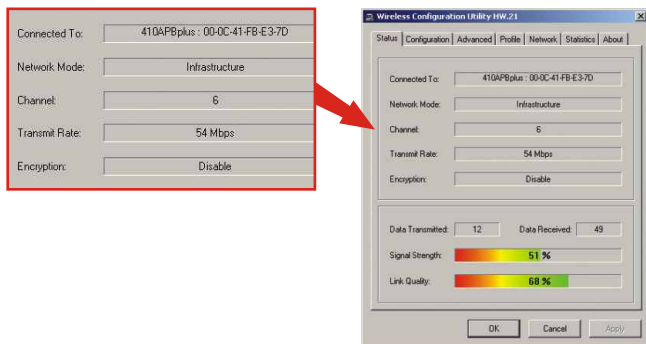 Connected To: 410APBplus : 00-0C-41-FB-E3-7D
Network Mode: Infrastructure
Channel: 6
Transmit Rate: 54 Mbps
Encryption: Disable
Wireless Configuration Utility HW.21
Status Configuration Advanced Profile Network Statistics About
Connected To: 410APBplus : 00-0C-41-FB-E3-7D
Network Mode: Infrastructure
Channel: 6
Transmit Rate: 54 Mbps
Encryption: Disable
Data Transmitted: 12 Data Received: 49
Signal Strength: 51 %
Link Quality: 68 %
OK Cancel Apply